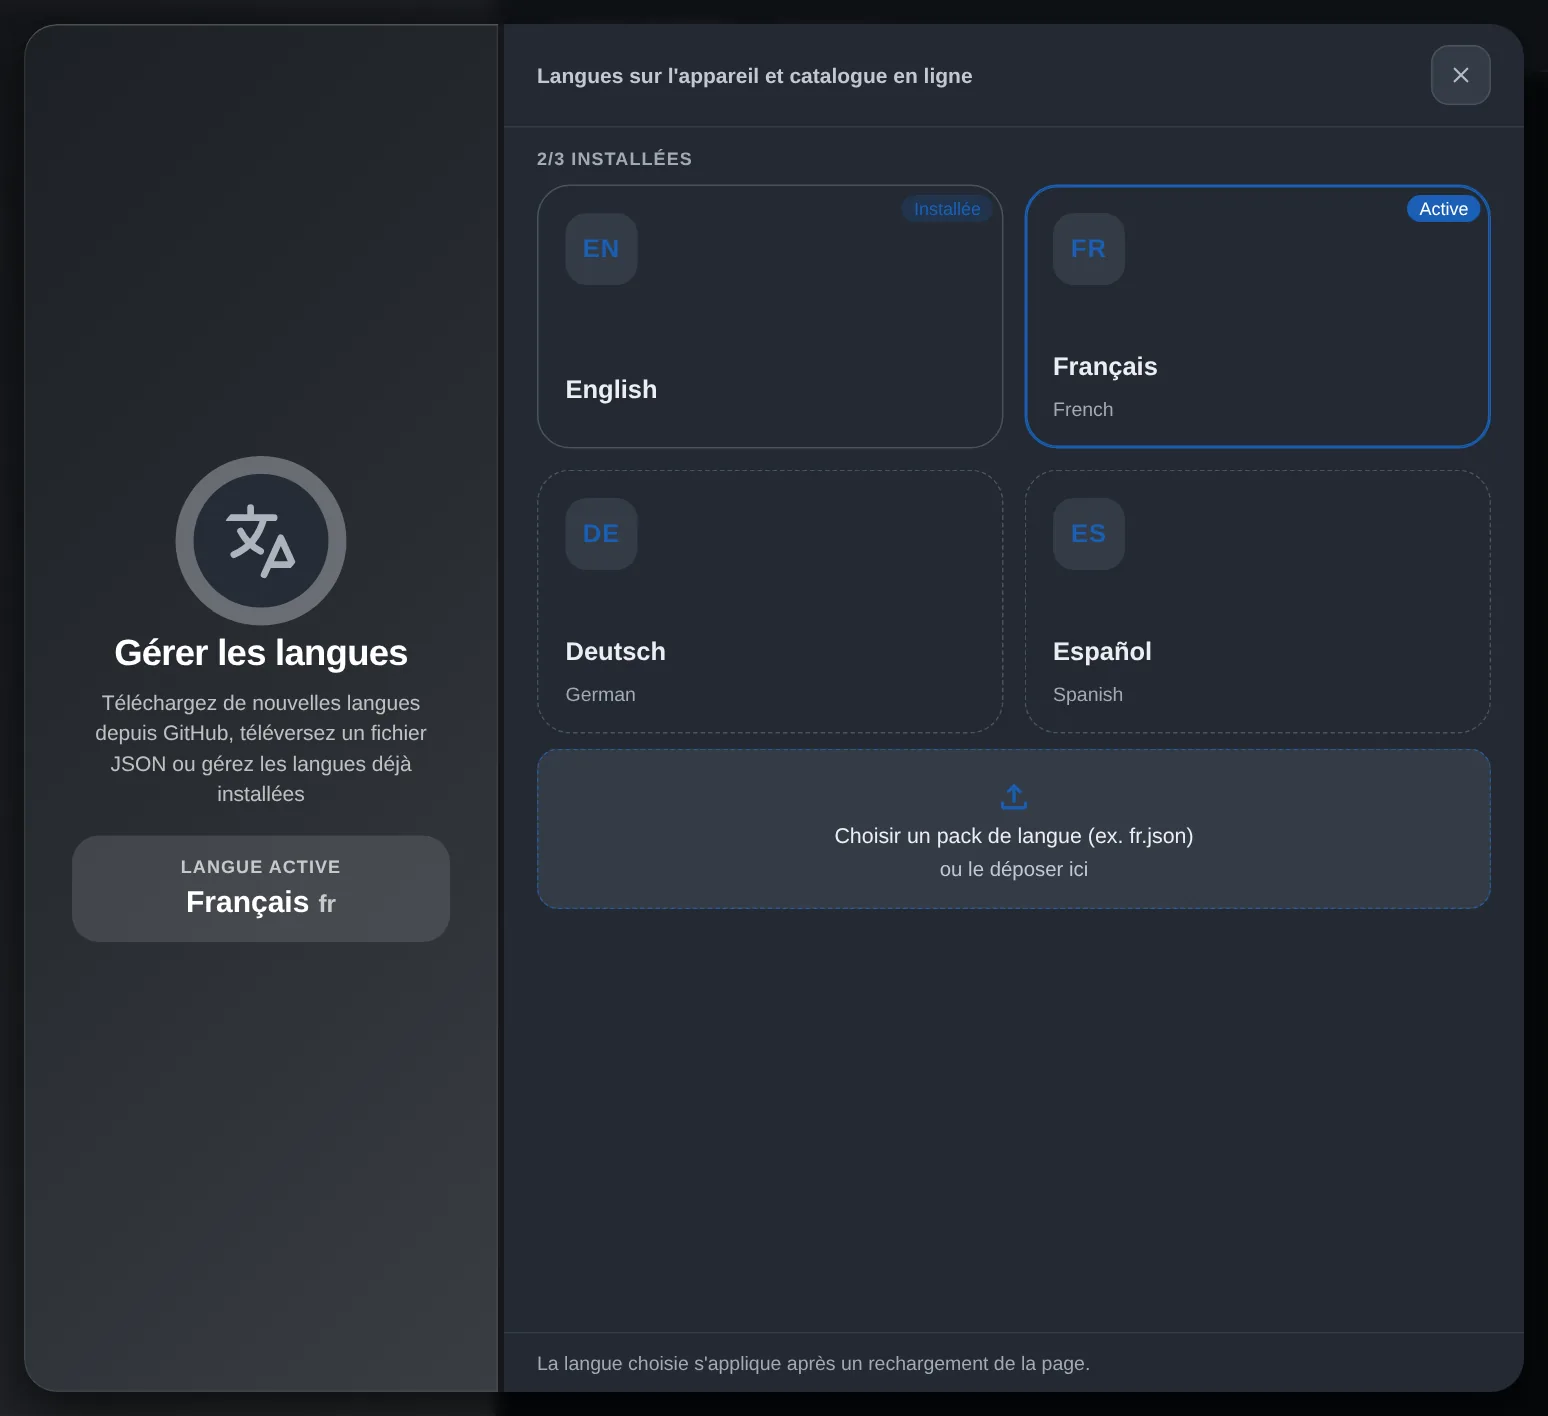 Gérer les langues
Téléchargez de nouvelles langues
depuis GitHub, téléversez un fichier
JSON ou gérez les langues déjà
installées
LANGUE ACTIVE
Français fr
Langues sur l'appareil et catalogue en ligne
2/3 INSTALLÉES
Installée
EN
English
Active
FR
Français
French
DE
Deutsch
German
ES
Español
Spanish
Choisir un pack de langue (ex. fr.json)
ou le déposer ici
La langue choisie s'applique après un rechargement de la page.